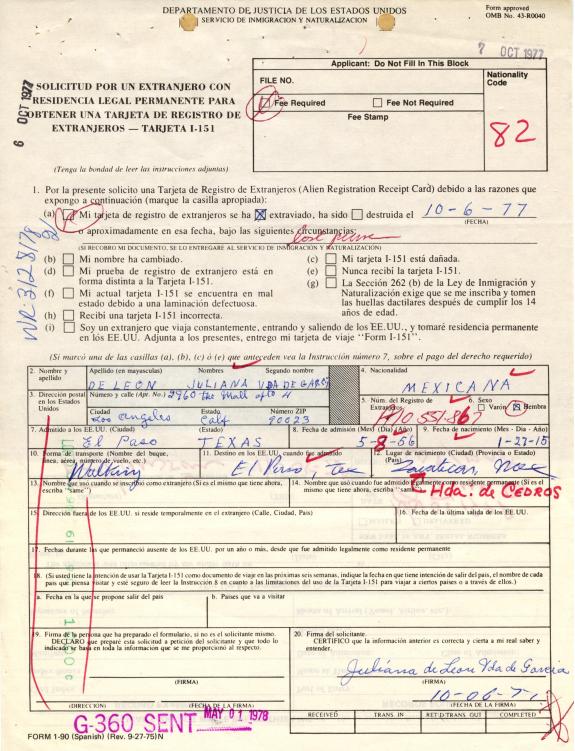 DEPARTAMENTO DE JUSTICIA DE LOS ESTADOS UNIDOS
SERVICIO DE INMIGRACION Y NATURALIZACION
Form approved
OMB No. 43-R0040
7 OCT 1977
6 OCT 1977
SOLICITUD POR UN EXTRANJERO CON
RESIDENCIA LEGAL PERMANENTE PARA
OBTENER UNA TARJETA DE REGISTRO DE
EXTRANJEROS — TARJETA I-151
Applicant: Do Not Fill In This Block
FILE NO.
Nationality
Code
Fee Required Fee Not Required
Fee Stamp
82
(Tenga la bondad de leer las instrucciones adjuntas)
1. Por la presente solicito una Tarjeta de Registro de Extranjeros (Alien Registration Receipt Card) debido a las razones que
expongo a continuación (marque la casilla apropiada):
(a) Mi tarjeta de registro de extranjeros se ha extraviado, ha sido destruida el 10-6-77
(FECHA)
o aproximadamente en esa fecha, bajo las siguientes circunstancias:
lose purse
(SI RECOBRO MI DOCUMENTO, SE LO ENTREGARE AL SERVICIO DE INMIGRACION Y NATURALIZACION)
(b) Mi nombre ha cambiado.
(c) Mi tarjeta I-151 está dañada.
(d) Mi prueba de registro de extranjero está en
forma distinta a la Tarjeta I-151.
(e) Nunca recibí la tarjeta I-151.
(f) Mi actual tarjeta I-151 se encuentra en mal
estado debido a una laminación defectuosa.
(g) La Sección 262 (b) de la Ley de Inmigración y
Naturalización exige que se me inscriba y tomen
las huellas dactilares después de cumplir los 14
años de edad.
(h) Recibí una tarjeta I-151 incorrecta.
(i) Soy un extranjero que viaja constantemente, entrando y saliendo de los EE.UU., y tomaré residencia permanente
en los EE.UU. Adjunta a los presentes, entrego mi tarjeta vieja "Form I-151".
(Si marcó una de las casillas (a), (b), (c) ó (e) que anteceden vea la Instrucción número 7, sobre el pago del derecho requerido)
2. Nombre y
apellido
Apellido (en mayúsculas) Nombres Segundo nombre
DE LEON JULIANA VDA DE GARCI
4. Nacionalidad
MEXICANA
3. Dirección postal
en los Estados
Unidos
Número y calle (Apt. No.) 2960 the Mall apto 4
Ciudad Estado Número ZIP
Los angeles Calf 90023
5. Núm. del Registro de
Extranjeros
A10 551 867
6. Sexo
Varón Hembra
7. Admitido a los EE.UU. (Ciudad) (Estado)
El Paso TEXAS
8. Fecha de admisión (Mes) (Día) (Año)
5-8-56
9. Fecha de nacimiento (Mes - Día - Año)
1-27-15
10. Forma de transporte (Nombre del buque,
línea, aérea, número de vuelo, etc.)
Walking
11. Destino en los EE.UU. cuando fue admitido
El Paso, Tex
12. Lugar de nacimiento (Ciudad) (Provincia o Estado)
(País)
Hda. de CEDROS
13. Nombre que usó cuando se inscribió como extranjero (Si es el mismo que tiene ahora,
escriba "same")
14. Nombre que usó cuando fue admitido legalmente como residente permanente (Si es el
mismo que tiene ahora, escriba "same")
15. Dirección fuera de los EE.UU. si reside temporalmente en el extranjero (Calle, Ciudad, País)
16. Fecha de la última salida de los EE.UU.
17. Fechas durante las que permaneció ausente de los EE.UU. por un año o más, desde que fue admitido legalmente como residente permanente
18. (Si usted tiene la intención de usar la Tarjeta I-151 como documento de viaje en las próximas seis semanas, indique la fecha en que tiene intención de salir del país, el nombre de cada
país que piensa visitar y esté seguro de leer la Instrucción 8 en cuanto a las limitaciones del uso de la Tarjeta I-151 para viajar a ciertos países o a través de ellos.)
a. Fecha en la que se propone salir del país
b. Países que va a visitar
19. Firma de la persona que ha preparado el formulario, si no es el solicitante mismo.
DECLARO que preparé esta solicitud a petición del solicitante y que todo lo
indicado se basa en toda la información que se me proporcionó al respecto.
(FIRMA)
(DIRECCION) (FECHA DE LA FIRMA)
20. Firma del solicitante.
CERTIFICO que la información anterior es correcta y cierta a mi real saber y
entender.
Juliana de Leon Vda de Garcia
(FIRMA)
10-06-77
(FECHA DE LA FIRMA)
RECEIVED TRANS. IN RET'D TRANS. OUT COMPLETED
G-360 SENT MAY 01 1978
FORM I-90 (Spanish) (Rev. 9-27-75)N